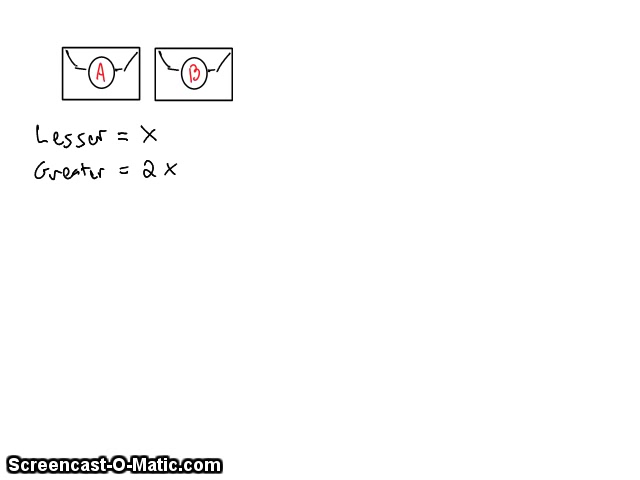 A B
Lesser = x
Greater = 2x
Screencast-O-Matic.com